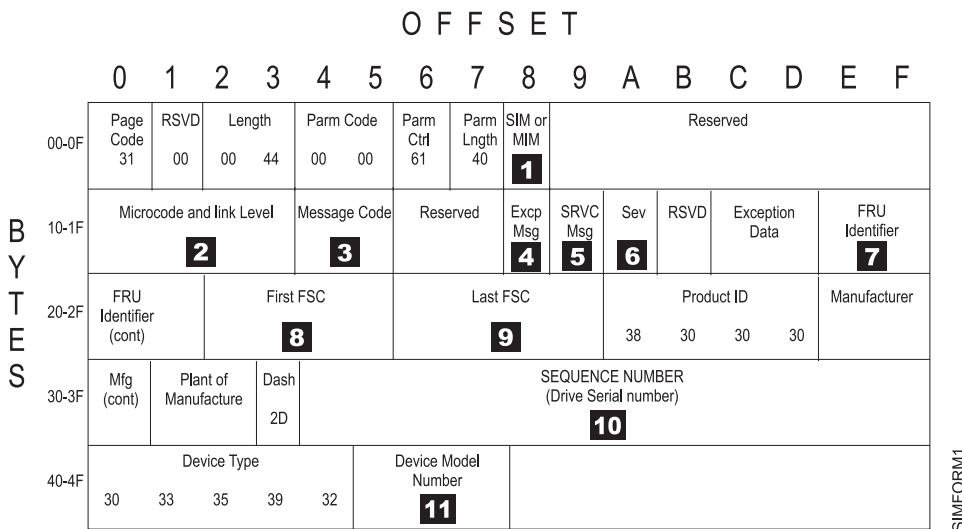 O F F S E T
0 1 2 3 4 5 6 7 8 9 A B C D E F
B Y T E S
00-0F
Page Code 31
RSVD 00
Length 00 44
Parm Code 00 00
Parm Ctrl 61
Parm Lngth 40
SIM or MIM 1
Reserved
10-1F
Microcode and link Level 2
Message Code 3
Reserved
Excp Msg 4
SRVC Msg 5
Sev 6
RSVD
Exception Data
FRU Identifier 7
20-2F
FRU Identifier (cont)
First FSC 8
Last FSC 9
Product ID 38 30 30 30
Manufacturer
30-3F
Mfg (cont)
Plant of Manufacture
Dash 2D
SEQUENCE NUMBER
(Drive Serial number)
10
40-4F
Device Type 30 33 35 39 32
Device Model Number 11
SIMFORM1